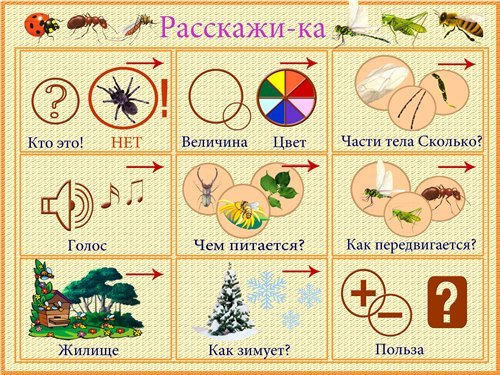 Расскажи-ка
Кто это! НЕТ
!
Величина Цвет
Части тела Сколько?
Голос
Чем питается?
Как передвигается?
Жилище
Как зимует?
Польза